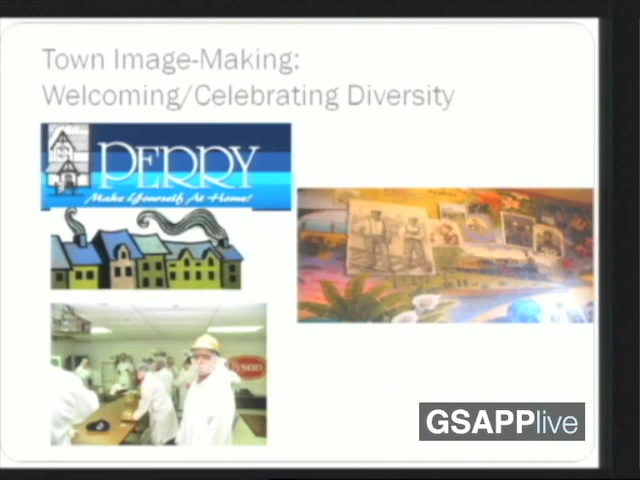 Town Image-Making:
Welcoming/Celebrating Diversity
PERRY
Make Yourself At Home!
Tyson
GSAPPlive